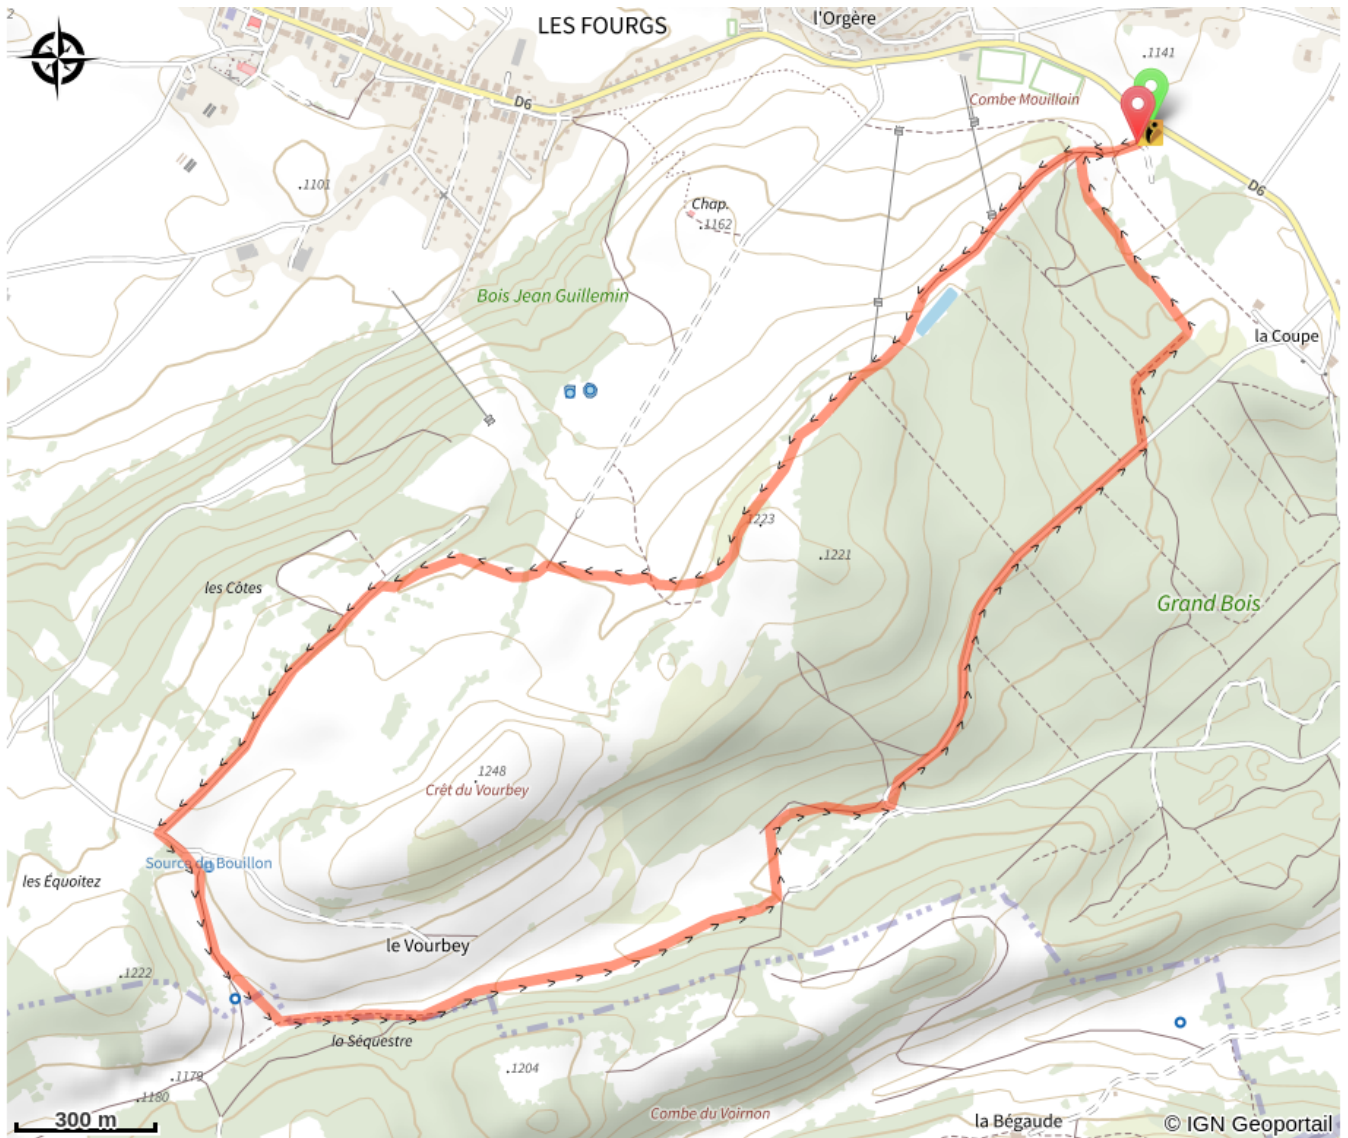 2
LES FOURGS
l'Orgère
.1141
D6
Combe Mouillain
.1101
Chap.
.1162
D6
Bois Jean Guillemin
la Coupe
1223
.1221
les Côtes
Grand Bois
.1248
Crêt du Vourbey
Source du Bouillon
les Équoitez
le Vourbey
.1222
la Séquestre
.1204
.1179
.1180
300 m
Combe du Voirnon
la Bégaude
© IGN Geoportail